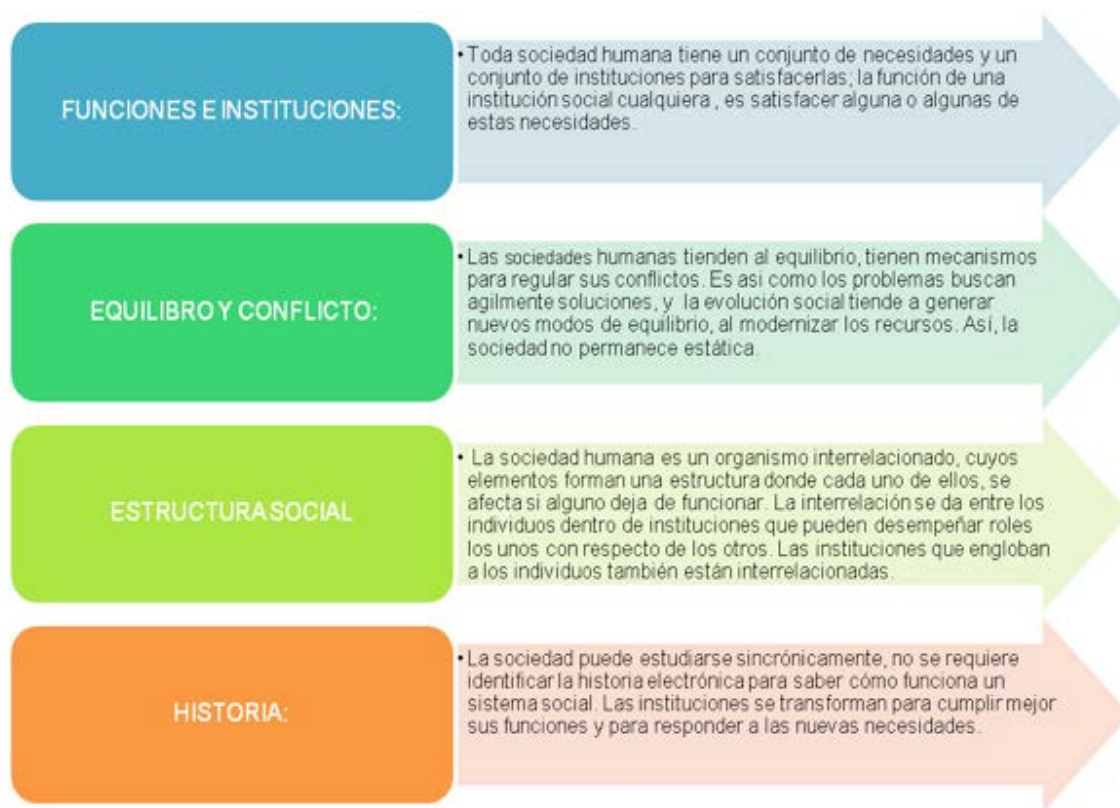 FUNCIONES E INSTITUCIONES:
• Toda sociedad humana tiene un conjunto de necesidades y un
conjunto de instituciones para satisfacerlas; la función de una
institución social cualquiera , es satisfacer alguna o algunas de
estas necesidades.
EQUILIBRO Y CONFLICTO:
• Las sociedades humanas tienden al equilibrio, tienen mecanismos
para regular sus conflictos. Es asi como los problemas buscan
agilmente soluciones, y la evolución social tiende a generar
nuevos modos de equilibrio, al modernizar los recursos. Así, la
sociedad no permanece estática.
ESTRUCTURA SOCIAL
• La sociedad humana es un organismo interrelacionado, cuyos
elementos forman una estructura donde cada uno de ellos, se
afecta si alguno deja de funcionar. La interrelación se da entre los
individuos dentro de instituciones que pueden desempeñar roles
los unos con respecto de los otros. Las instituciones que engloban
a los individuos también están interrelacionadas.
HISTORIA:
• La sociedad puede estudiarse sincrónicamente, no se requiere
identificar la historia electrónica para saber cómo funciona un
sistema social. Las instituciones se transforman para cumplir mejor
sus funciones y para responder a las nuevas necesidades.